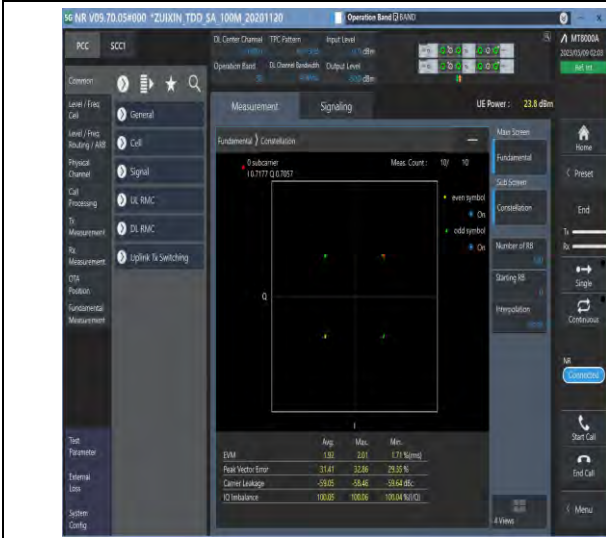 5G NR V09.70.05#000 *ZUIXIN_TDD_SA_100M_20201120
Operation Band BAND
PCC SCC1
DL Center Channel TPC Pattern Input Level
dBm
Operation Band DL Channel Bandwidth Output Level
dBm
MT8000A
2023/05/09 02:03
Common
General
Cell
Signal
UL RMC
DL RMC
Uplink Tx Switching
Level / Freq
Cell
Level / Freq
Routing / ARB
Physical
Channel
Call
Processing
Tx
Measurement
Rx
Measurement
OTA
Position
Fundamental
Measurement
Test
Parameter
External
Loss
System
Config
Measurement Signaling UE Power : 23.8 dBm
Fundamental Constellation
0 subcarrier Meas. Count : 10/ 10
I 0.7177 Q 0.7057
even symbol
On
odd symbol
On
Q
I
Avg. Max. Min.
EVM 1.92 2.01 1.71 %(rms)
Peak Vector Error 31.41 32.86 29.35 %
Carrier Leakage -59.05 -58.46 -59.64 dBc
IQ Imbalance 100.05 100.06 100.04 %(I/Q)
Main Screen
Fundamental
Sub Screen
Constellation
Number of RB
Starting RB
Interpolation
4 Views
Home
Preset
End
Tx
Rx
Single
Continuous
NR
Connected
Start Call
End Call
Menu